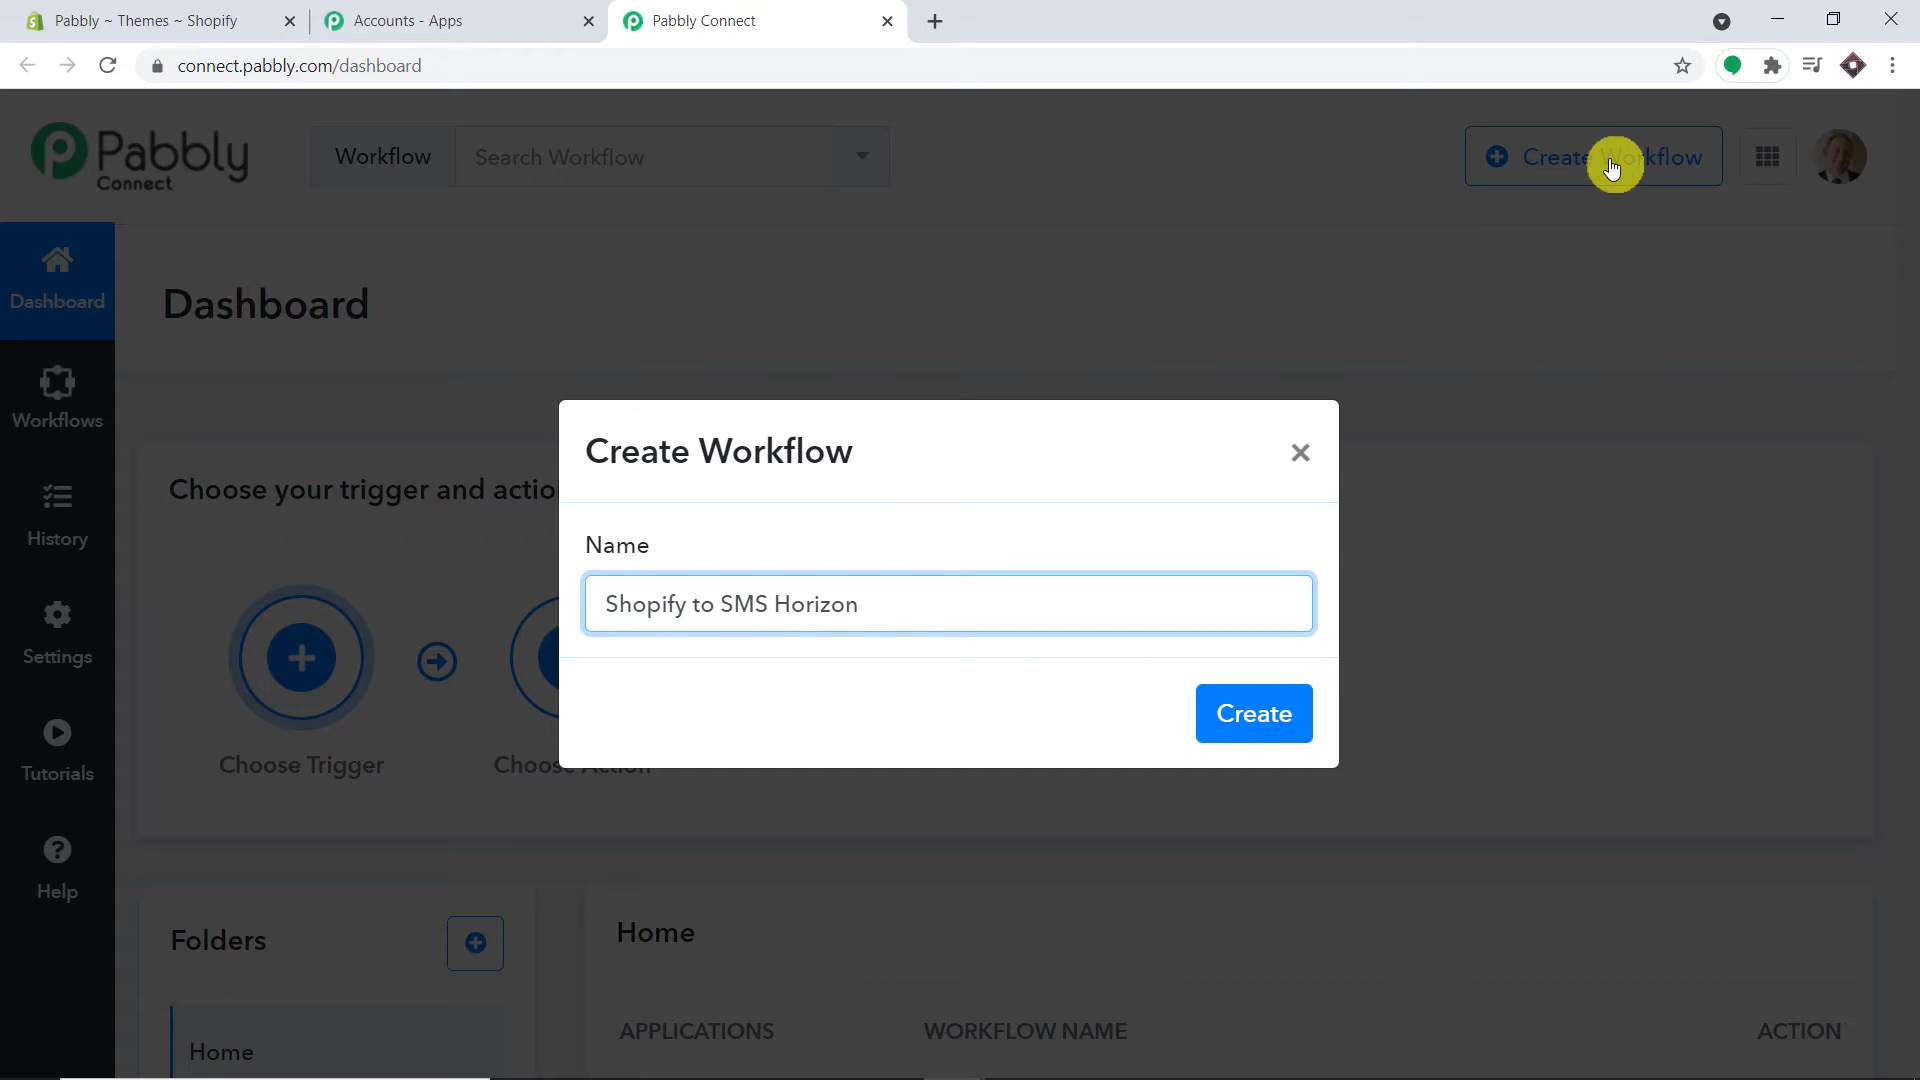 Pabbly ~ Themes ~ Shopify
Accounts - Apps
Pabbly Connect
connect.pabbly.com/dashboard
Pabbly
Connect
Workflow
Search Workflow
Create Workflow
Dashboard
Dashboard
Workflows
History
Settings
Tutorials
Help
Choose your trigger and actio
Choose Trigger
Choose Action
Create Workflow
Name
Shopify to SMS Horizon
Create
Folders
Home
Home
APPLICATIONS
WORKFLOW NAME
ACTION